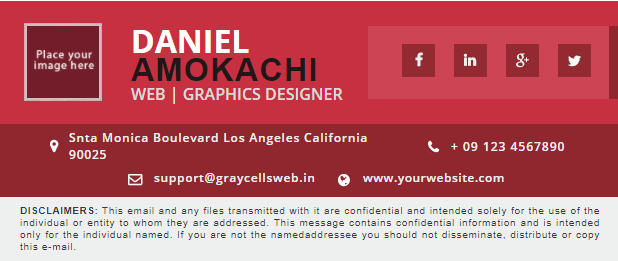 Place your
image here
DANIEL
AMOKACHI
WEB | GRAPHICS DESIGNER
f
in
g+
Snta Monica Boulevard Los Angeles California
90025
+ 09 123 4567890
support@graycellsweb.in
www.yourwebsite.com
DISCLAIMERS: This email and any files transmitted with it are confidential and intended solely for the use of the
individual or entity to whom they are addressed. This message contains confidential information and is intended
only for the individual named. If you are not the namedaddressee you should not disseminate, distribute or copy
this e-mail.